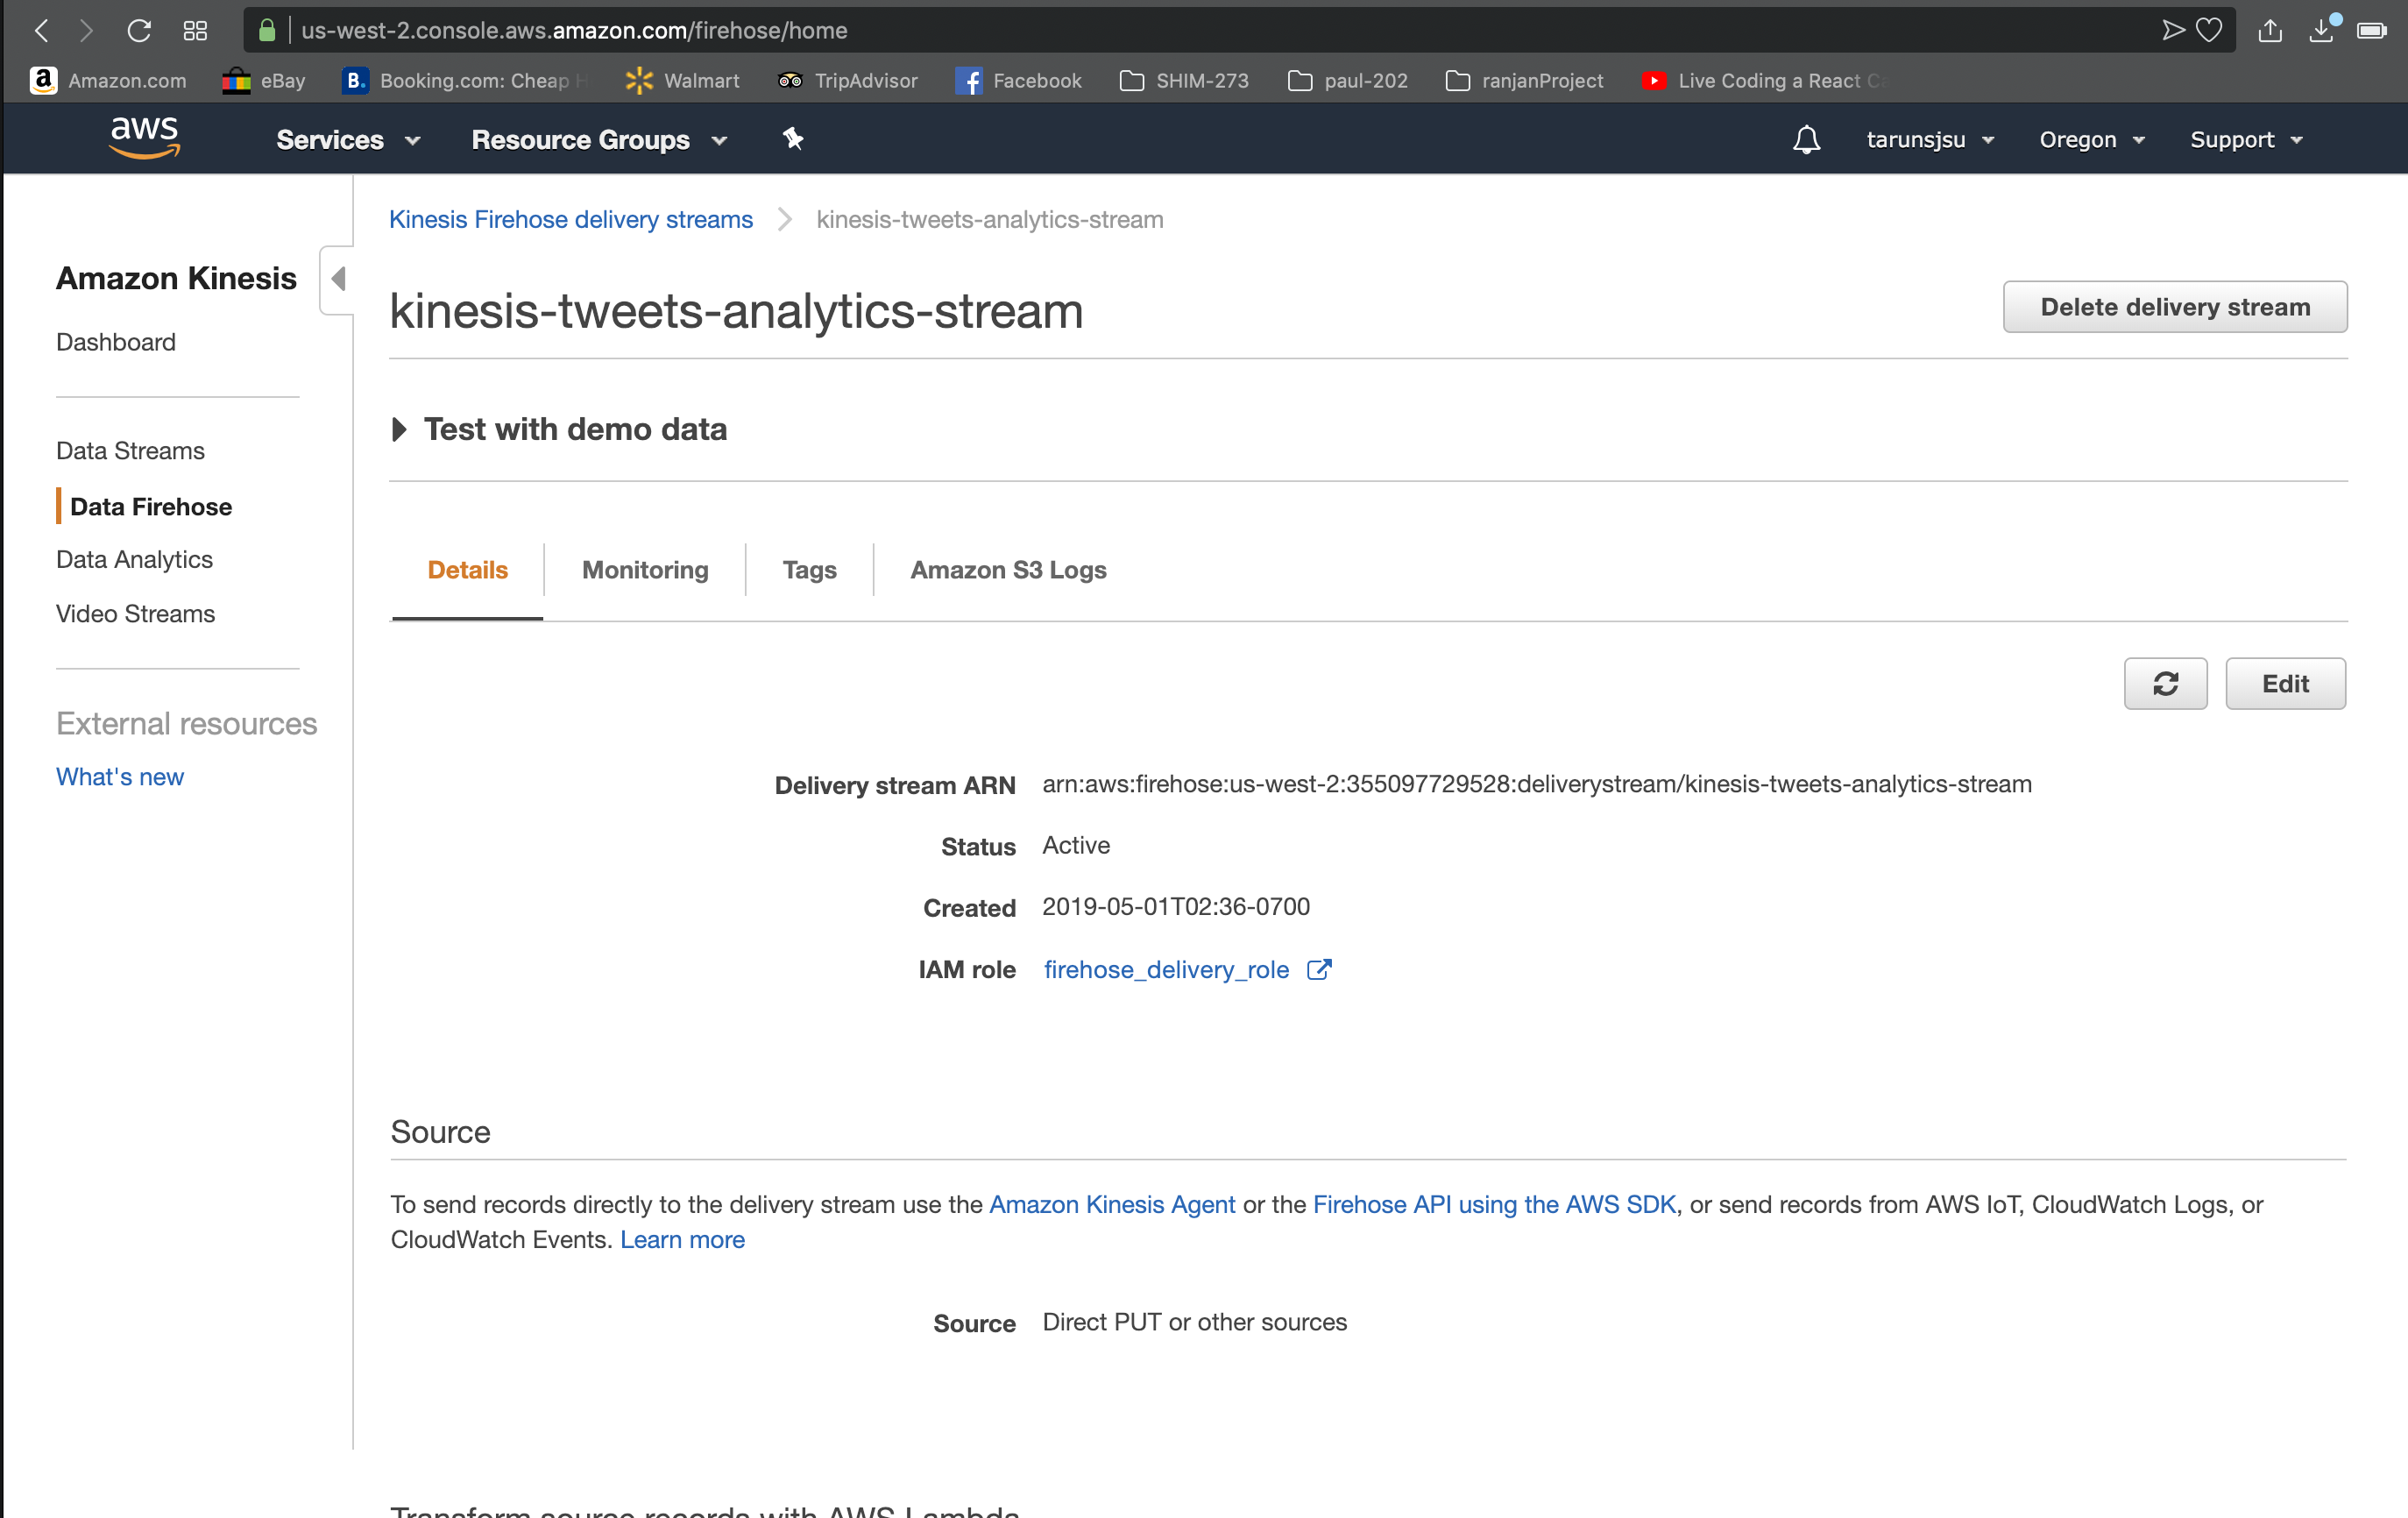 us-west-2.console.aws.amazon.com/firehose/home
Amazon.com eBay Booking.com: Cheap Walmart TripAdvisor Facebook SHIM-273 paul-202 ranjanProject Live Coding a React
aws Services Resource Groups tarunsjsu Oregon Support
Kinesis Firehose delivery streams kinesis-tweets-analytics-stream
Amazon Kinesis
Dashboard
Data Streams
Data Firehose
Data Analytics
Video Streams
External resources
What's new
kinesis-tweets-analytics-stream
Delete delivery stream
Test with demo data
Details Monitoring Tags Amazon S3 Logs
Edit
Delivery stream ARN arn:aws:firehose:us-west-2:355097729528:deliverystream/kinesis-tweets-analytics-stream
Status Active
Created 2019-05-01T02:36-0700
IAM role firehose_delivery_role
Source
To send records directly to the delivery stream use the Amazon Kinesis Agent or the Firehose API using the AWS SDK, or send records from AWS IoT, CloudWatch Logs, or
CloudWatch Events. Learn more
Source Direct PUT or other sources
Transform source records with AWS Lambda